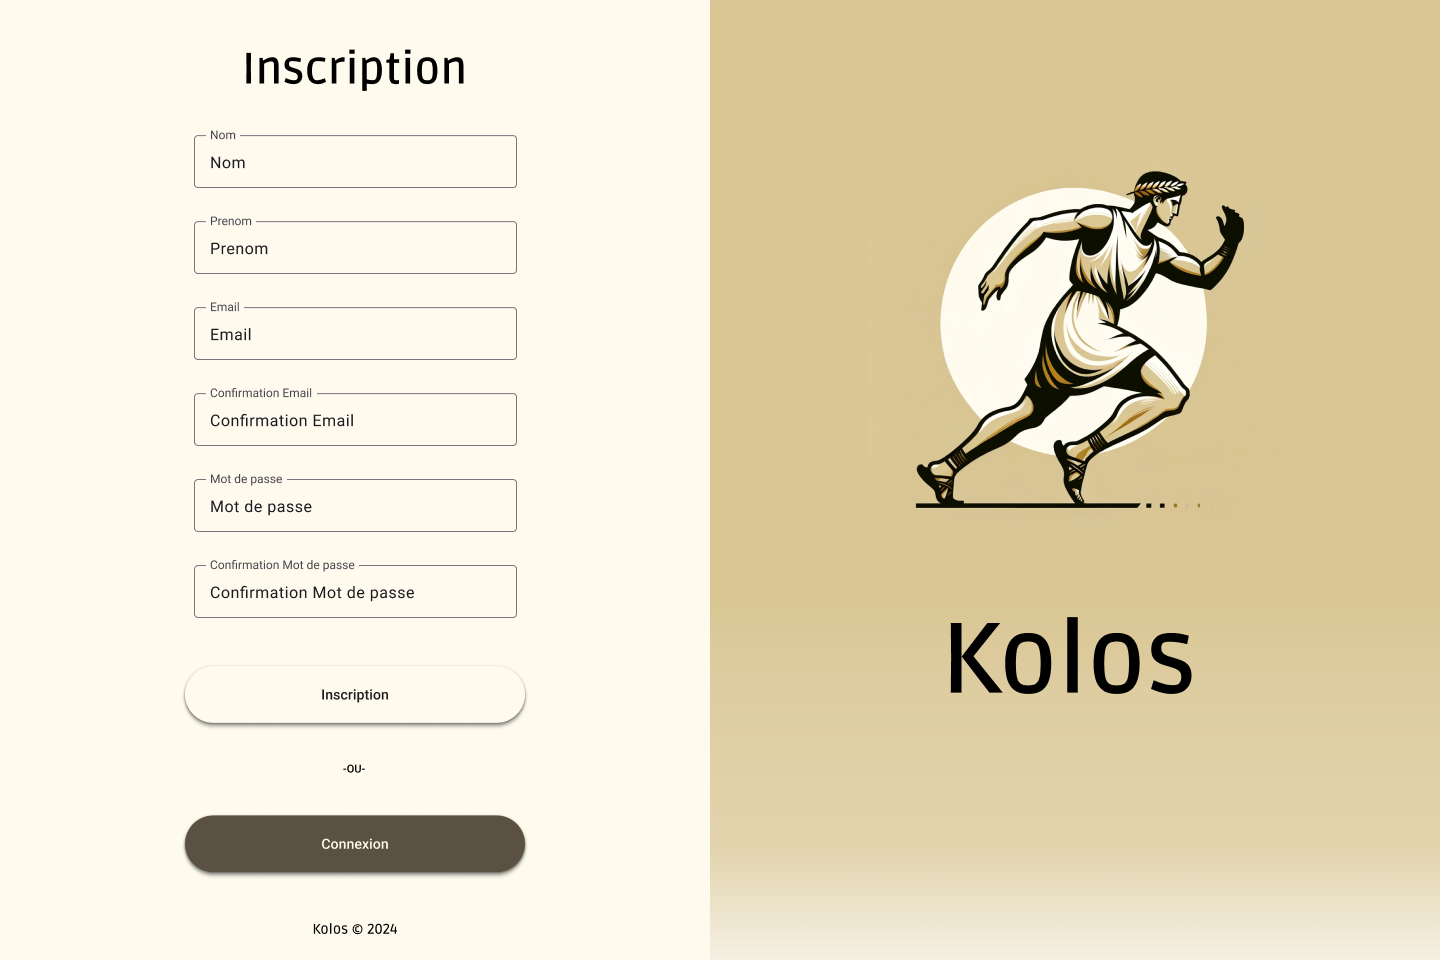 Inscription
Nom
Nom
Prenom
Prenom
Email
Email
Confirmation Email
Confirmation Email
Mot de passe
Mot de passe
Confirmation Mot de passe
Confirmation Mot de passe
Inscription
-OU-
Connexion
Kolos © 2024
Kolos